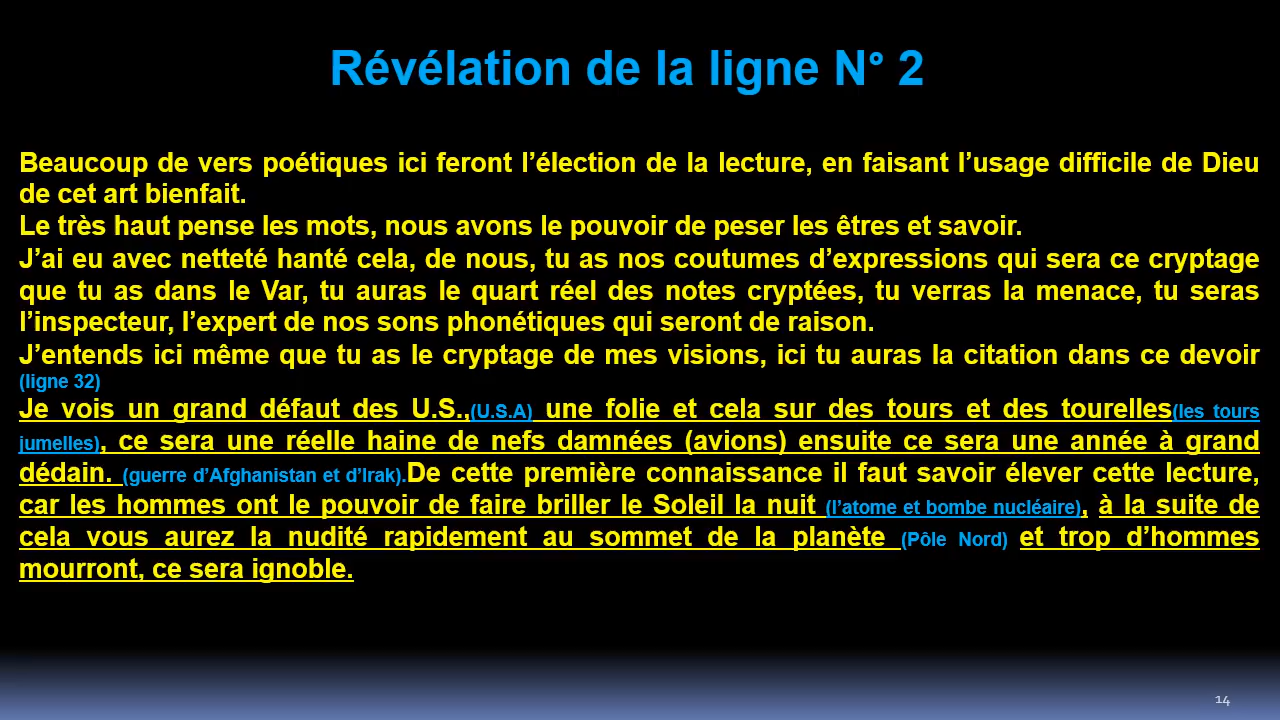 Révélation de la ligne N° 2
Beaucoup de vers poétiques ici feront l’élection de la lecture, en faisant l’usage difficile de Dieu
de cet art bienfait.
Le très haut pense les mots, nous avons le pouvoir de peser les êtres et savoir.
J’ai eu avec netteté hanté cela, de nous, tu as nos coutumes d’expressions qui sera ce cryptage
que tu as dans le Var, tu auras le quart réel des notes cryptées, tu verras la menace, tu seras
l’inspecteur, l’expert de nos sons phonétiques qui seront de raison.
J’entends ici même que tu as le cryptage de mes visions, ici tu auras la citation dans ce devoir
(ligne 32)
Je vois un grand défaut des U.S.,(U.S.A) une folie et cela sur des tours et des tourelles(les tours
jumelles), ce sera une réelle haine de nefs damnées (avions) ensuite ce sera une année à grand
dédain. (guerre d’Afghanistan et d’Irak).De cette première connaissance il faut savoir élever cette lecture,
car les hommes ont le pouvoir de faire briller le Soleil la nuit (l’atome et bombe nucléaire), à la suite de
cela vous aurez la nudité rapidement au sommet de la planète (Pôle Nord) et trop d’hommes
mourront, ce sera ignoble.
14